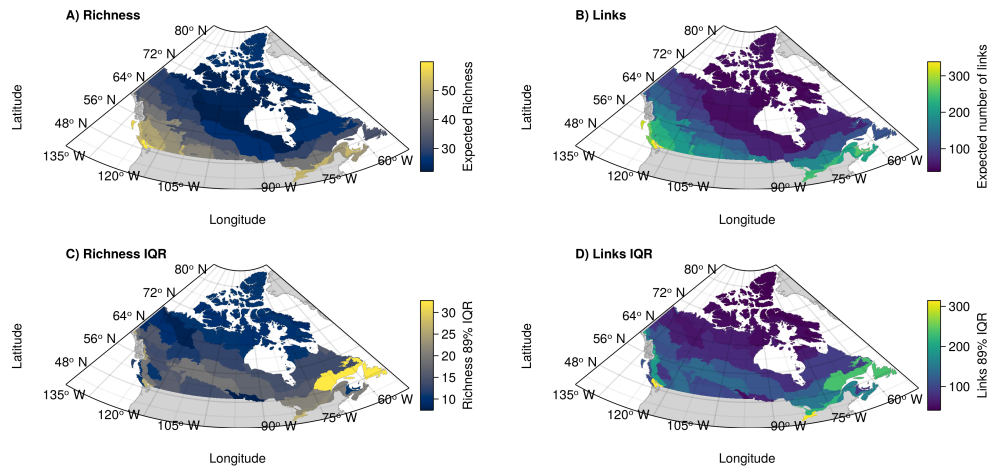 A) Richness
80° N
72° N
64° N
56° N
48° N
135° W
120° W
105° W
90° W
75° W
60° W
Latitude
Longitude
50
40
30
Expected Richness
B) Links
80° N
72° N
64° N
56° N
48° N
135° W
120° W
105° W
90° W
75° W
60° W
Latitude
Longitude
300
200
100
Expected number of links
C) Richness IQR
80° N
72° N
64° N
56° N
48° N
135° W
120° W
105° W
90° W
75° W
60° W
Latitude
Longitude
30
25
20
15
10
Richness 89% IQR
D) Links IQR
80° N
72° N
64° N
56° N
48° N
135° W
120° W
105° W
90° W
75° W
60° W
Latitude
Longitude
300
200
100
Links 89% IQR